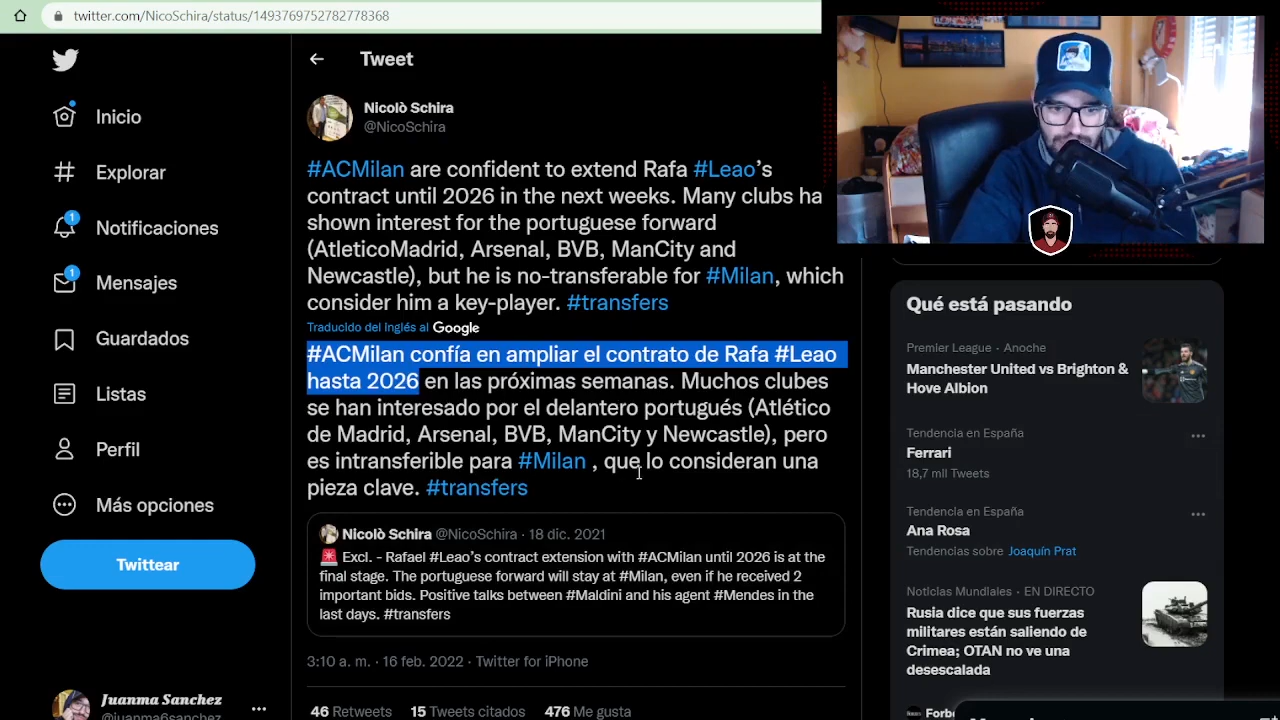 twitter.com/NicoSchira/status/1493769752782778368
Inicio
Explorar
1
Notificaciones
1
Mensajes
Guardados
Listas
Perfil
Más opciones
Twittear
Juanma Sanchez
@juanma6sanchez
Tweet
Nicolò Schira
@NicoSchira
#ACMilan are confident to extend Rafa #Leao's
contract until 2026 in the next weeks. Many clubs ha
shown interest for the portuguese forward
(AtleticoMadrid, Arsenal, BVB, ManCity and
Newcastle), but he is no-transferable for #Milan, which
consider him a key-player. #transfers
Traducido del Inglés al Google
#ACMilan confía en ampliar el contrato de Rafa #Leao
hasta 2026 en las próximas semanas. Muchos clubes
se han interesado por el delantero portugués (Atlético
de Madrid, Arsenal, BVB, ManCity y Newcastle), pero
es intransferible para #Milan , que lo consideran una
pieza clave. #transfers
Nicolò Schira @NicoSchira · 18 dic. 2021
Excl. - Rafael #Leao's contract extension with #ACMilan until 2026 is at the
final stage. The portuguese forward will stay at #Milan, even if he received 2
important bids. Positive talks between #Maldini and his agent #Mendes in the
last days. #transfers
3:10 a. m. · 16 feb. 2022 · Twitter for iPhone
46 Retweets 15 Tweets citados 476 Me gusta
Qué está pasando
Premier League · Anoche
Manchester United vs Brighton &
Hove Albion
Tendencia en España
Ferrari
18,7 mil Tweets
Tendencia en España
Ana Rosa
Tendencias sobre Joaquín Prat
Noticias Mundiales · EN DIRECTO
Rusia dice que sus fuerzas
militares están saliendo de
Crimea; OTAN no ve una
desescalada